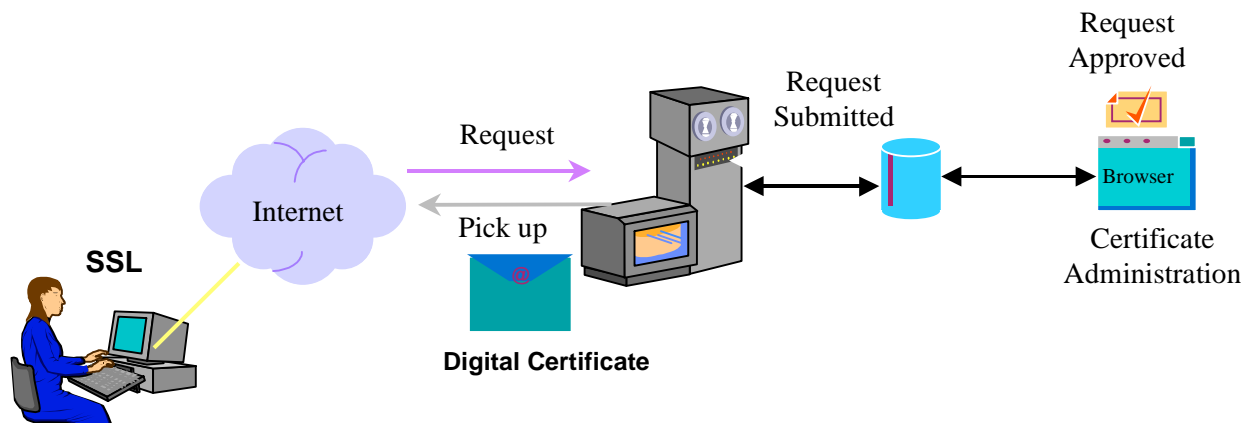 Request
Approved
Request
Submitted
Request
Browser
Internet
Pick up
Certificate
Administration
SSL
@
Digital Certificate